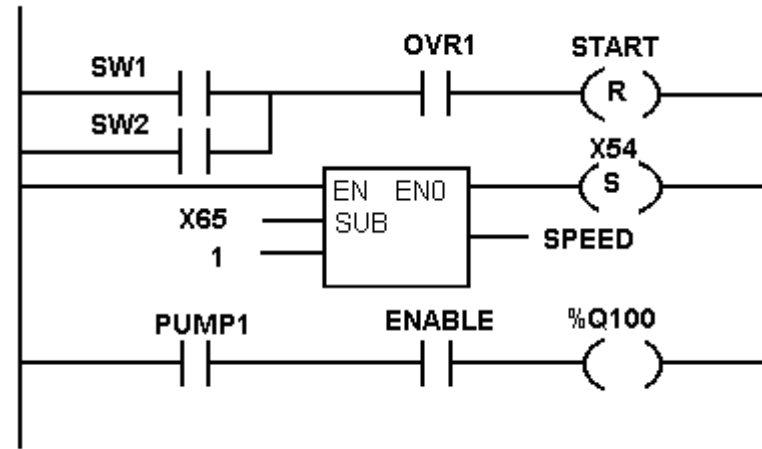 OVR1 START
SW1
R
SW2
X54
EN EN0 S
X65 SUB
SPEED
1
PUMP1 ENABLE %Q100